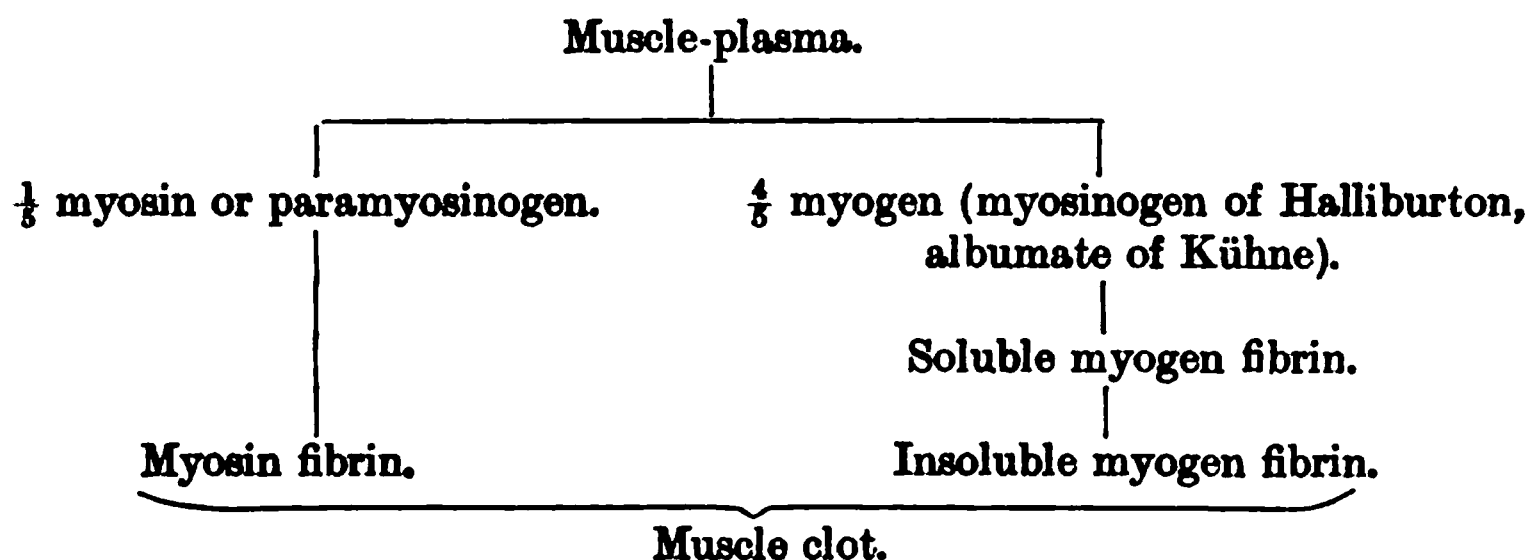 Muscle-plasma.
⅕ myosin or paramyosinogen.
⅘ myogen (myosinogen of Halliburton,
albumate of Kühne).
Soluble myogen fibrin.
Myosin fibrin.
Insoluble myogen fibrin.
Muscle clot.